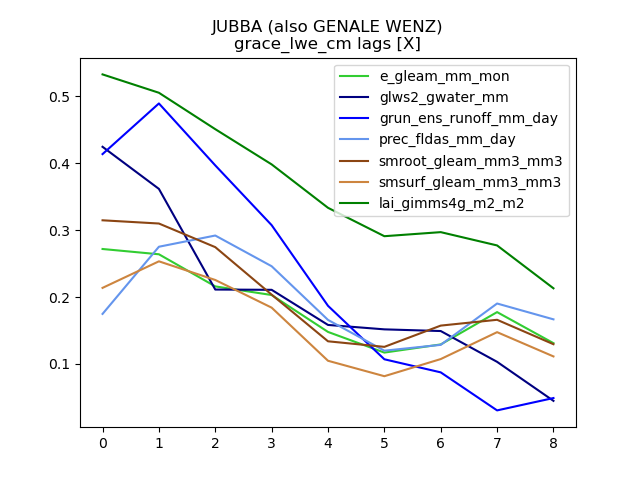 JUBBA (also GENALE WENZ)
grace_lwe_cm lags [X]
e_gleam_mm_mon
glws2_gwater_mm
grun_ens_runoff_mm_day
prec_fldas_mm_day
smroot_gleam_mm3_mm3
smsurf_gleam_mm3_mm3
lai_gimms4g_m2_m2
0.5
0.4
0.3
0.2
0.1
0 1 2 3 4 5 6 7 8